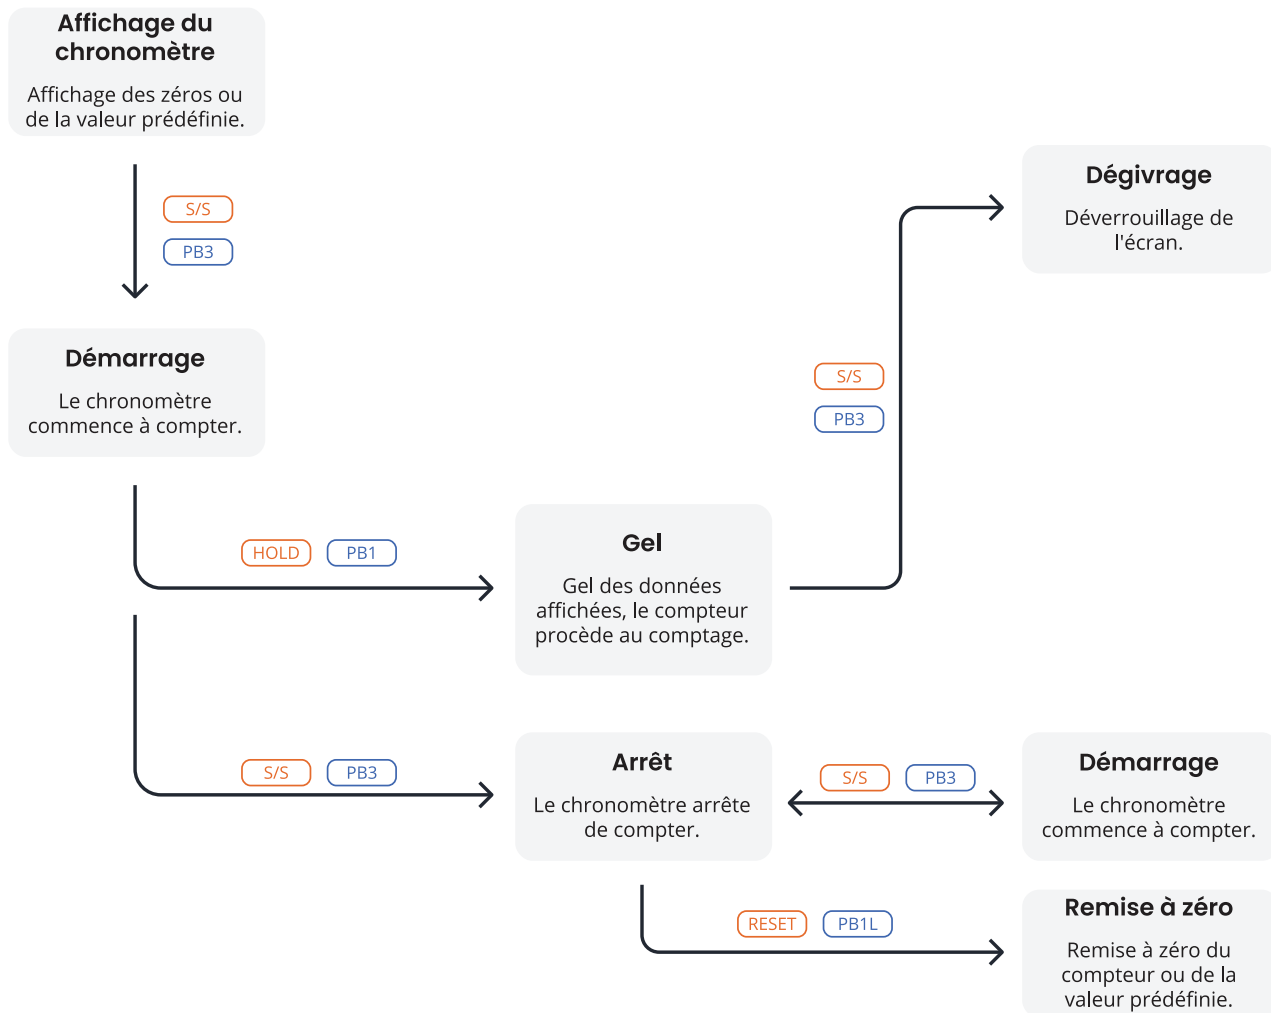 Affichage du
chronomètre
Affichage des zéros ou
de la valeur prédéfinie.
S/S
PB3
Démarrage
Le chronomètre
commence à compter.
HOLD PB1
Gel
Gel des données
affichées, le compteur
procède au comptage.
S/S
PB3
Dégivrage
Déverrouillage de
l'écran.
S/S PB3
Arrêt
Le chronomètre arrête
de compter.
S/S PB3
Démarrage
Le chronomètre
commence à compter.
RESET PB1L
Remise à zéro
Remise à zéro du
compteur ou de la
valeur prédéfinie.